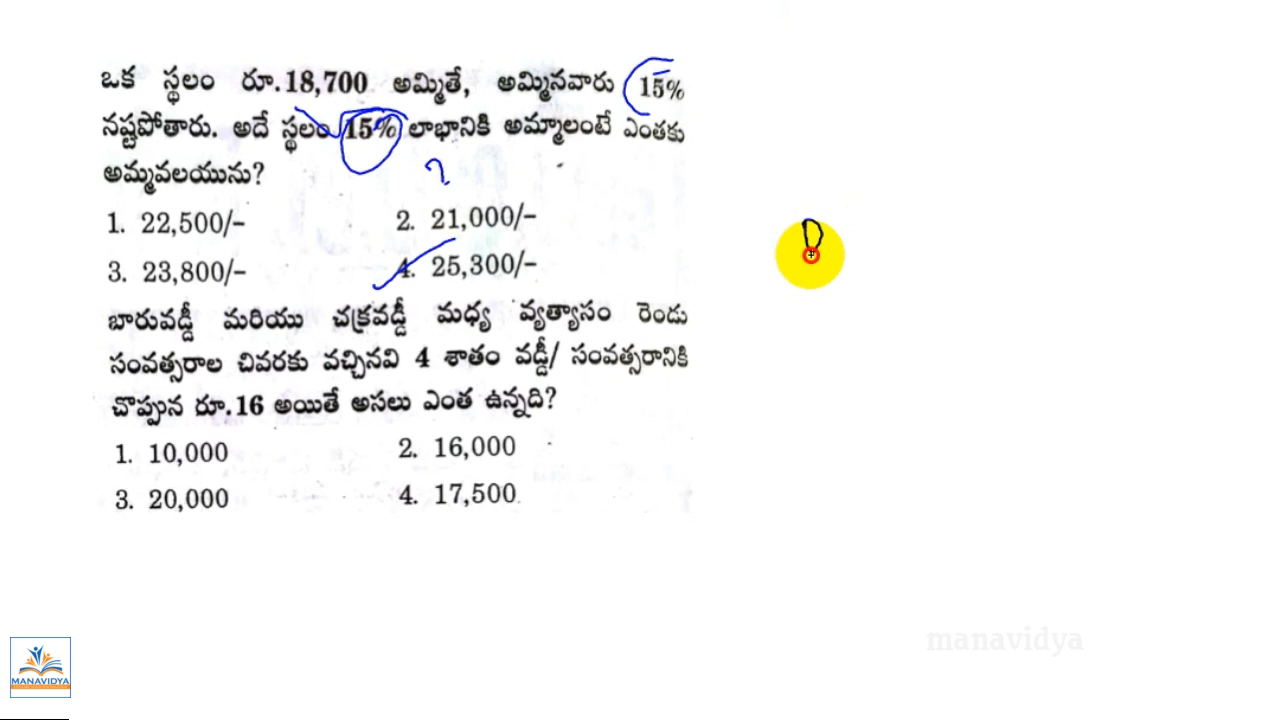 ఒక స్థలం రూ.18,700 అమ్మితే, అమ్మినవారు 15%
నష్టపోతారు. అదే స్థలం 15% లాభానికి అమ్మాలంటే ఎంతకు
అమ్మవలయును?
1. 22,500/-
2. 21,000/-
3. 23,800/-
4. 25,300/-
బారువడ్డీ మరియు చక్రవడ్డీ మధ్య వ్యత్యాసం రెండు
సంవత్సరాల చివరకు వచ్చినవి 4 శాతం వడ్డీ/ సంవత్సరానికి
చొప్పున రూ.16 అయితే అసలు ఎంత ఉన్నది?
1. 10,000
2. 16,000
3. 20,000
4. 17,500
?
manavidya
MANAVIDYA